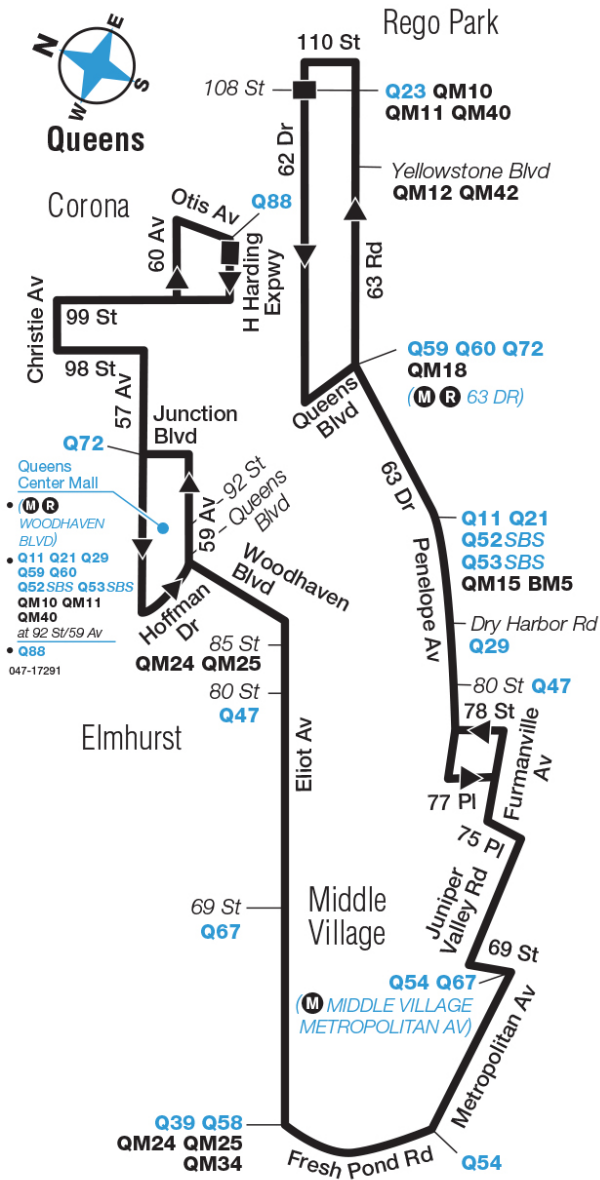 Rego Park
N
E
S
W
Queens
110 St
108 St
Q23 QM10
QM11 QM40
62 Dr
Yellowstone Blvd
QM12 QM42
63 Rd
Corona
Otis Av
Q88
60 Av
H Harding
Expwy
99 St
Christie Av
98 St
57 Av
Q59 Q60 Q72
QM18
(M R 63 DR)
Queens
Blvd
Junction
Blvd
Q72
Queens
Center Mall
• (M R
WOODHAVEN
BLVD)
• Q11 Q21 Q29
Q59 Q60
Q52SBS Q53SBS
QM10 QM11
QM40
at 92 St/59 Av
• Q88
047-17291
59 Av
92 St
Queens
Blvd
Hoffman
Dr
Woodhaven
Blvd
63 Dr
Q11 Q21
Q52SBS
Q53SBS
QM15 BM5
Penelope Av
Dry Harbor Rd
Q29
85 St
QM24 QM25
80 St
Q47
80 St Q47
78 St
77 Pl
Furmanville
Av
75 Pl
Elmhurst
Eliot Av
Juniper
Valley Rd
69 St
Q67
Middle
Village
69 St
Q54 Q67
(M MIDDLE VILLAGE
METROPOLITAN AV)
Metropolitan Av
Q39 Q58
QM24 QM25
QM34
Fresh Pond Rd
Q54